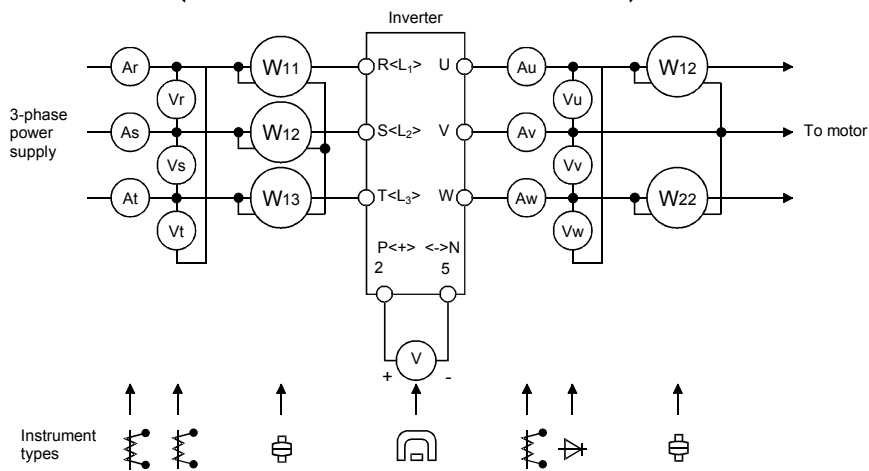 Inverter
Ar W11 R<L1> U Au W12
Vr Vu
3-phase
power
supply
As W12 S<L2> V Av To motor
Vs Vv
At W13 T<L3> W Aw W22
Vt Vw
P<+> <->N
2 5
V
+ -
Instrument
types